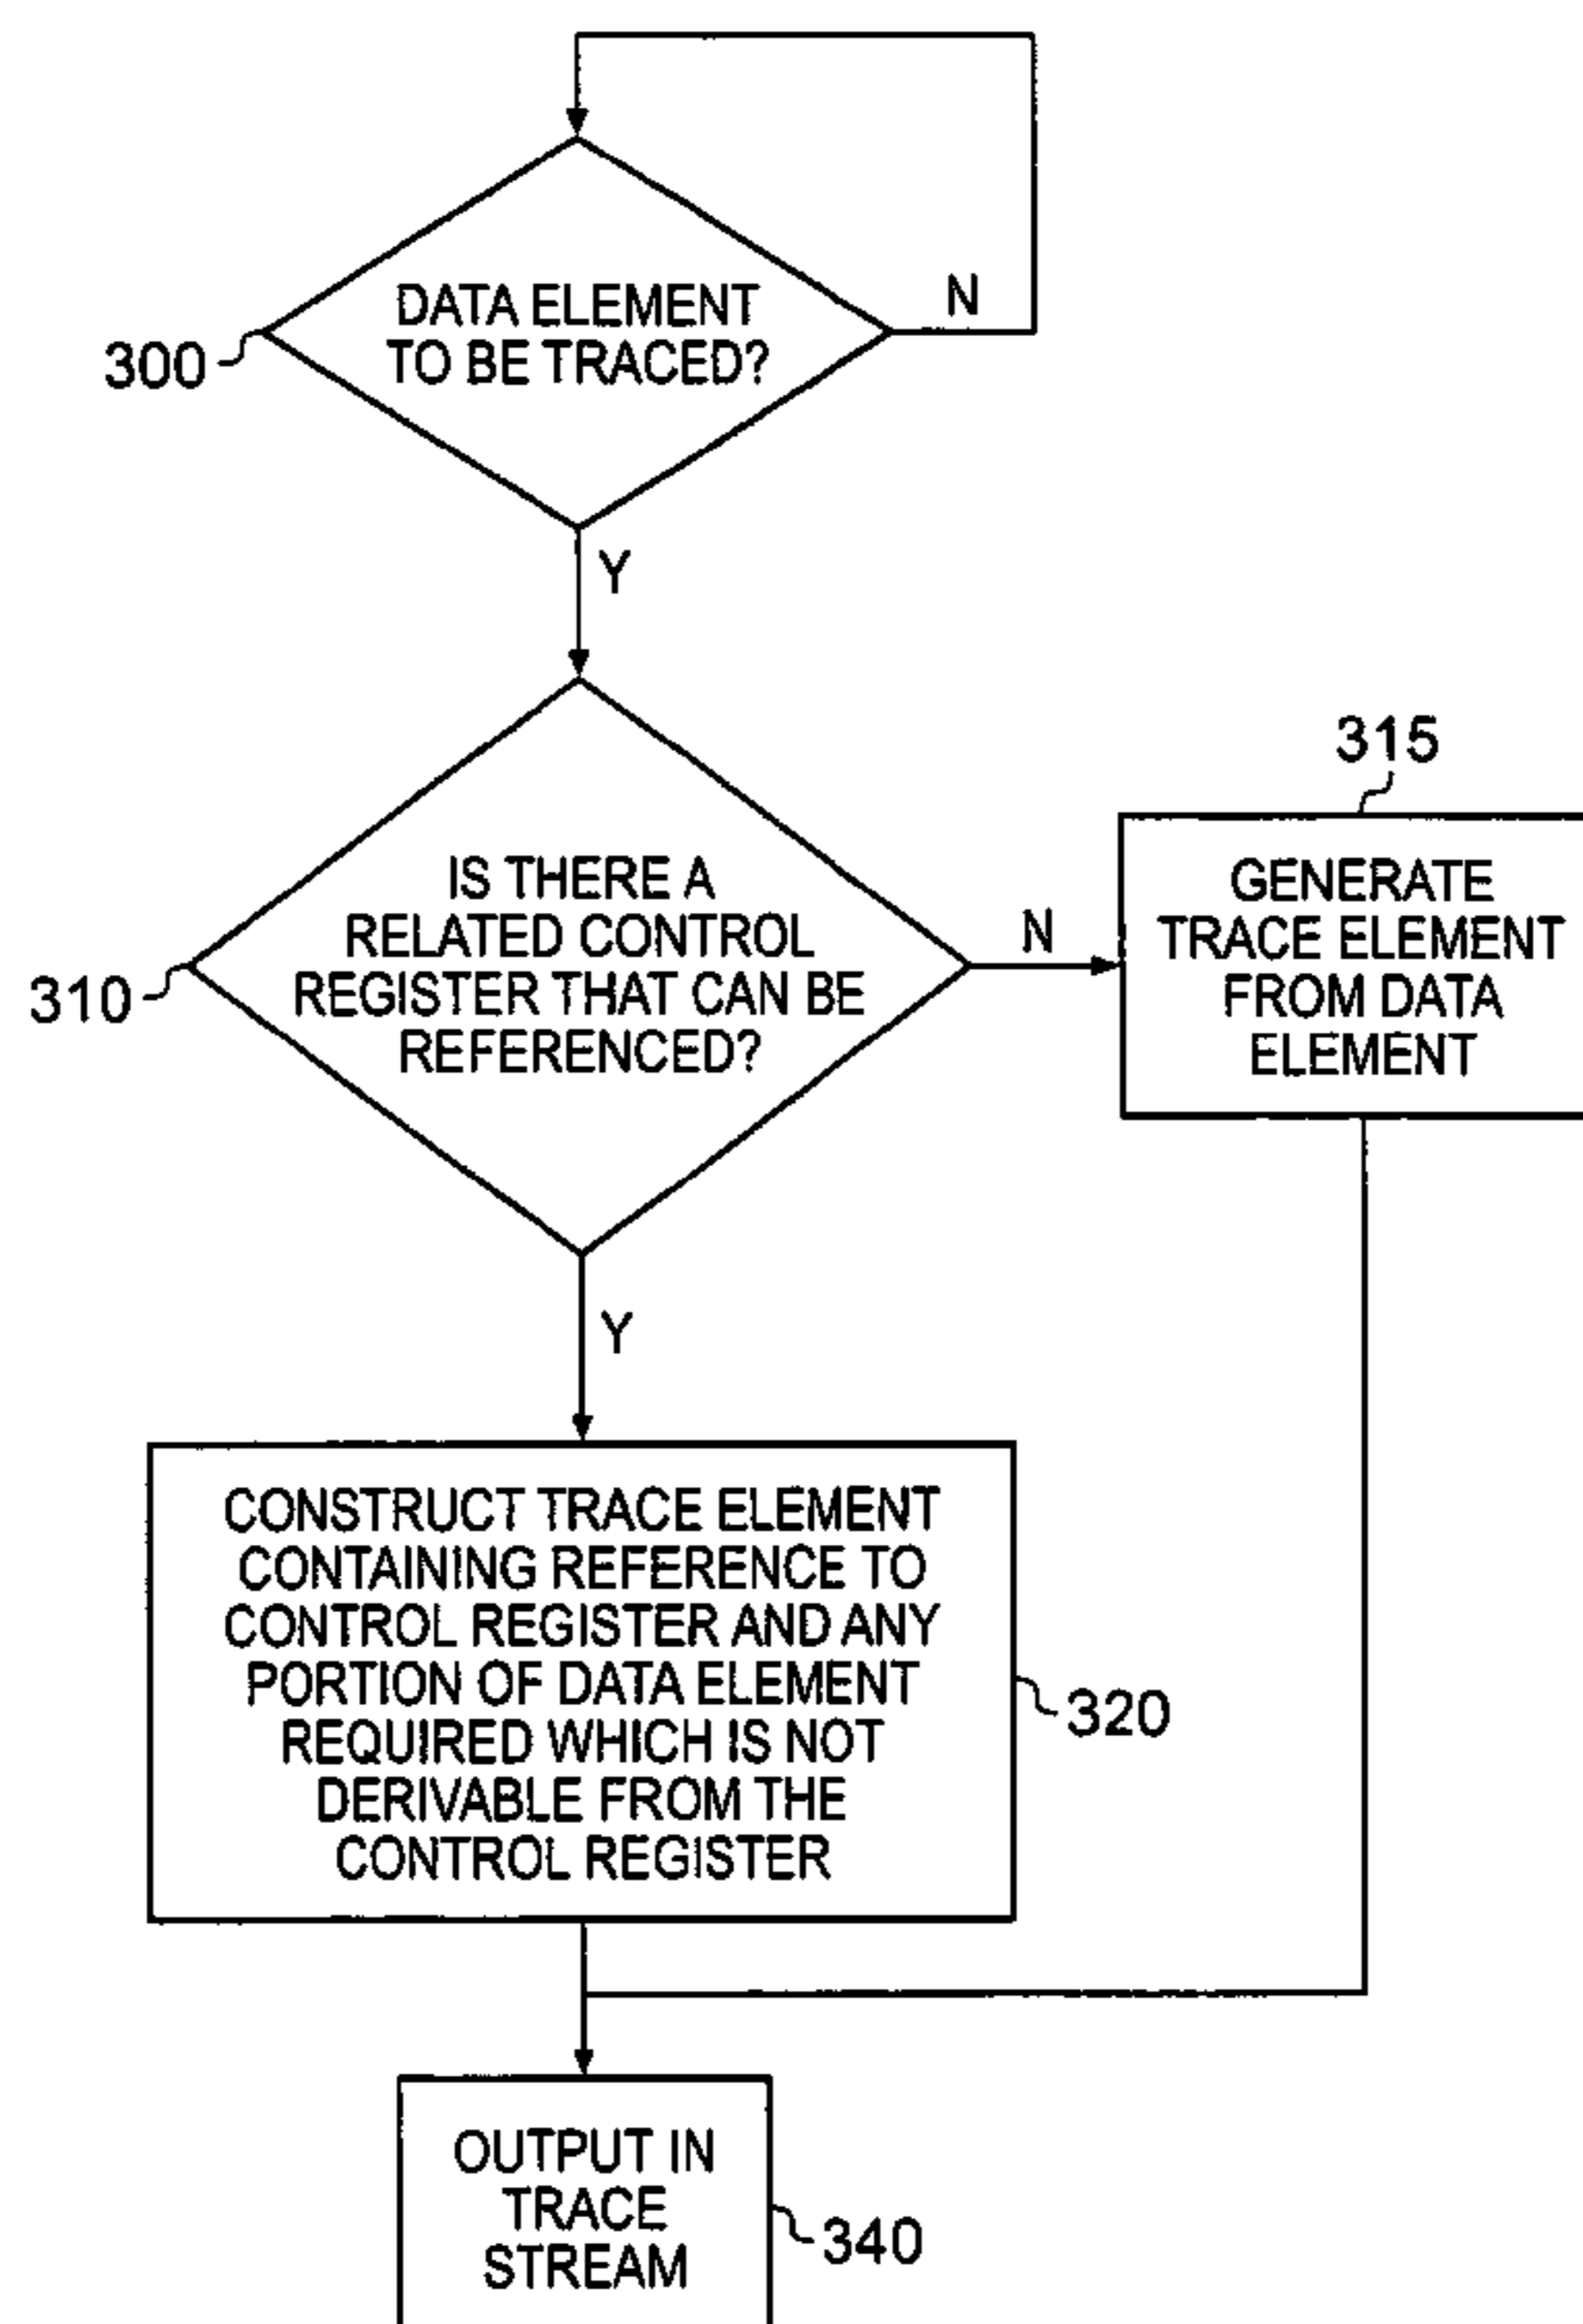 DATA ELEMENT
TO BE TRACED?
N
300
Y
315
IS THERE A
RELATED CONTROL
REGISTER THAT CAN BE
REFERENCED?
310
N
GENERATE
TRACE ELEMENT
FROM DATA
ELEMENT
Y
CONSTRUCT TRACE ELEMENT
CONTAINING REFERENCE TO
CONTROL REGISTER AND ANY
PORTION OF DATA ELEMENT
REQUIRED WHICH IS NOT
DERIVABLE FROM THE
CONTROL REGISTER
320
OUTPUT IN
TRACE
STREAM
340